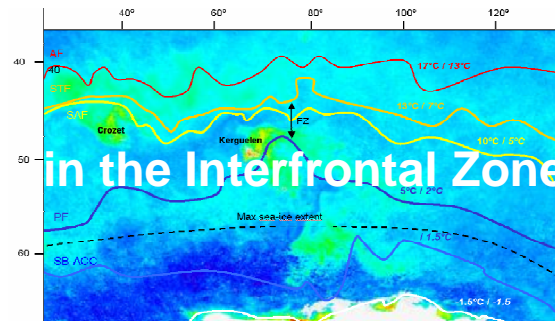 40° 60° 80° 100° 120°
AF
17°C / 13°C
40
40
STF
13°C / 7°C
SAF
FZ
10°C / 5°C
Crozet
Kerguelen
50
in the Interfrontal Zone
5°C / 2°C
PF
Max sea-ice extent
/ 1.5°C
60
SB ACC
1.5°C / -1.5